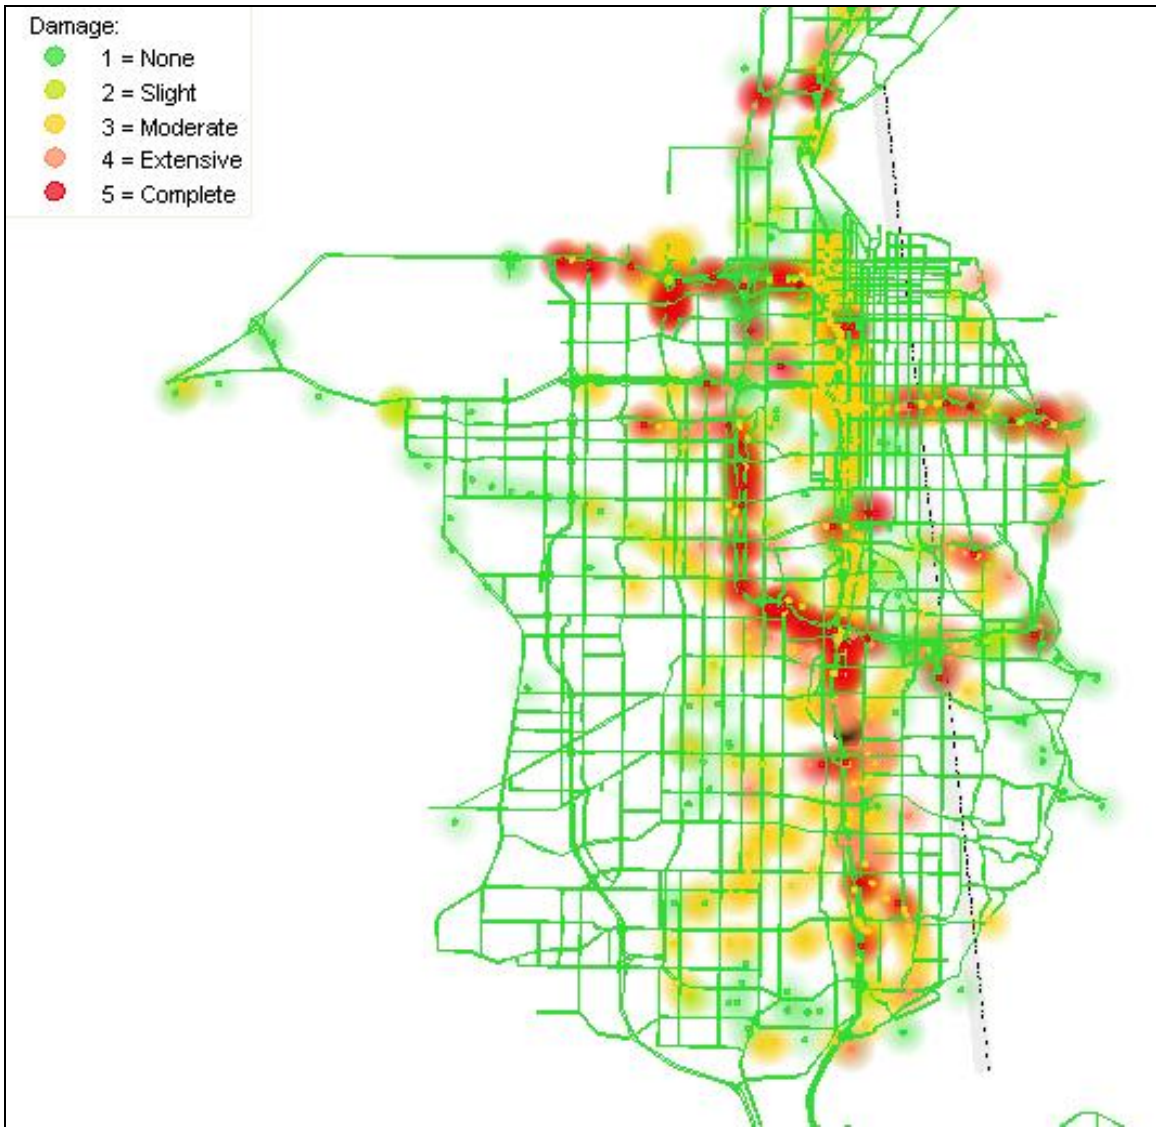 Damage:
1 = None
2 = Slight
3 = Moderate
4 = Extensive
5 = Complete